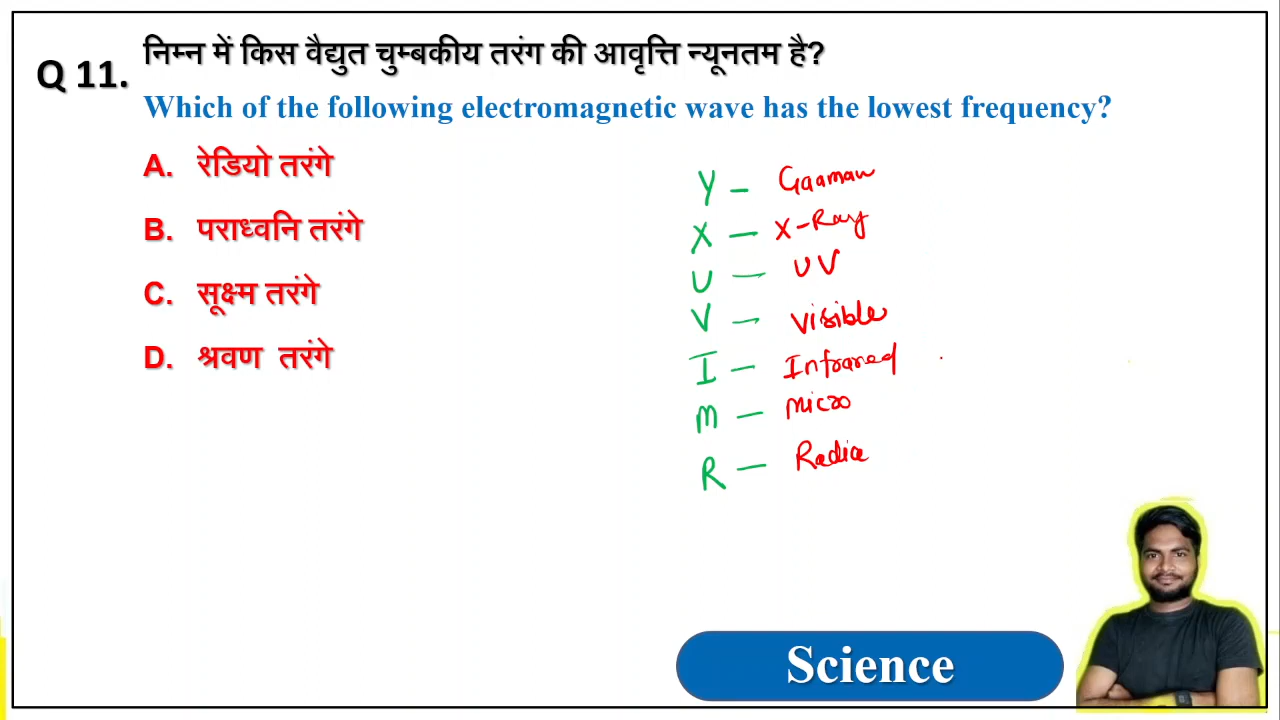 निम्न में किस वैद्युत चुम्बकीय तरंग की आवृत्ति न्यूनतम है?
Q 11.
Which of the following electromagnetic wave has the lowest frequency?
A. रेडियो तरंगे
B. पराध्वनि तरंगे
C. सूक्ष्म तरंगे
D. श्रवण तरंगे
Y – Gaaman
X – X-Ray
U – UV
V – Visible
I – Infrared
M – Micro
R – Radio
Science